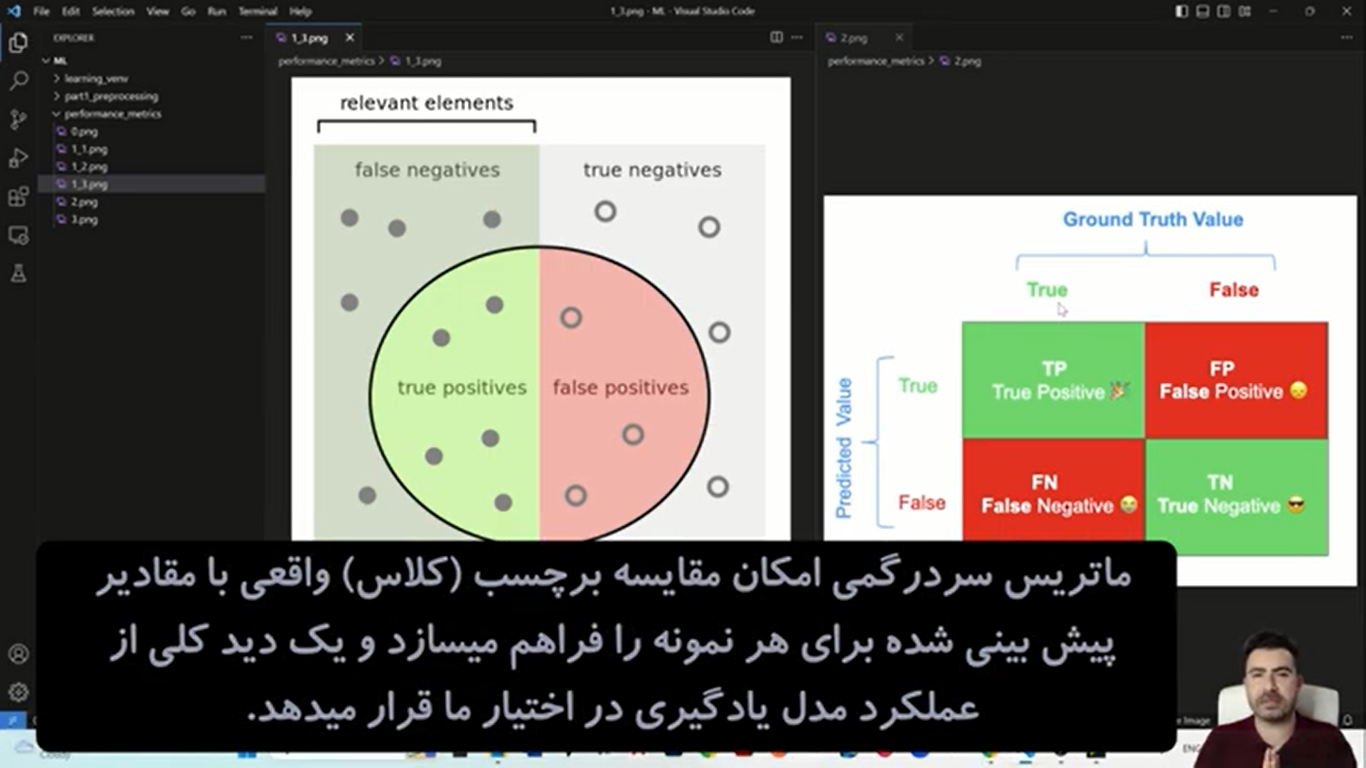 File Edit Selection View Go Run Terminal Help
1_3.png - ML - Visual Studio Code
EXPLORER
ML
learning_venv
part1_preprocessing
performance_metrics
0.png
1_1.png
1_2.png
1_3.png
2.png
3.png
1_3.png
performance_metrics > 1_3.png
relevant elements
false negatives
true negatives
true positives
false positives
2.png
performance_metrics > 2.png
Ground Truth Value
True
False
Predicted Value
True
False
TP
True Positive 🎉
FP
False Positive 😞
FN
False Negative 😭
TN
True Negative 😎
ماتریس سردرگمی امکان مقایسه برچسب (کلاس) واقعی با مقادیر
پیش بینی شده برای هر نمونه را فراهم میسازد و یک دید کلی از
عملکرد مدل یادگیری در اختیار ما قرار میدهد.
Cloudy
ENG